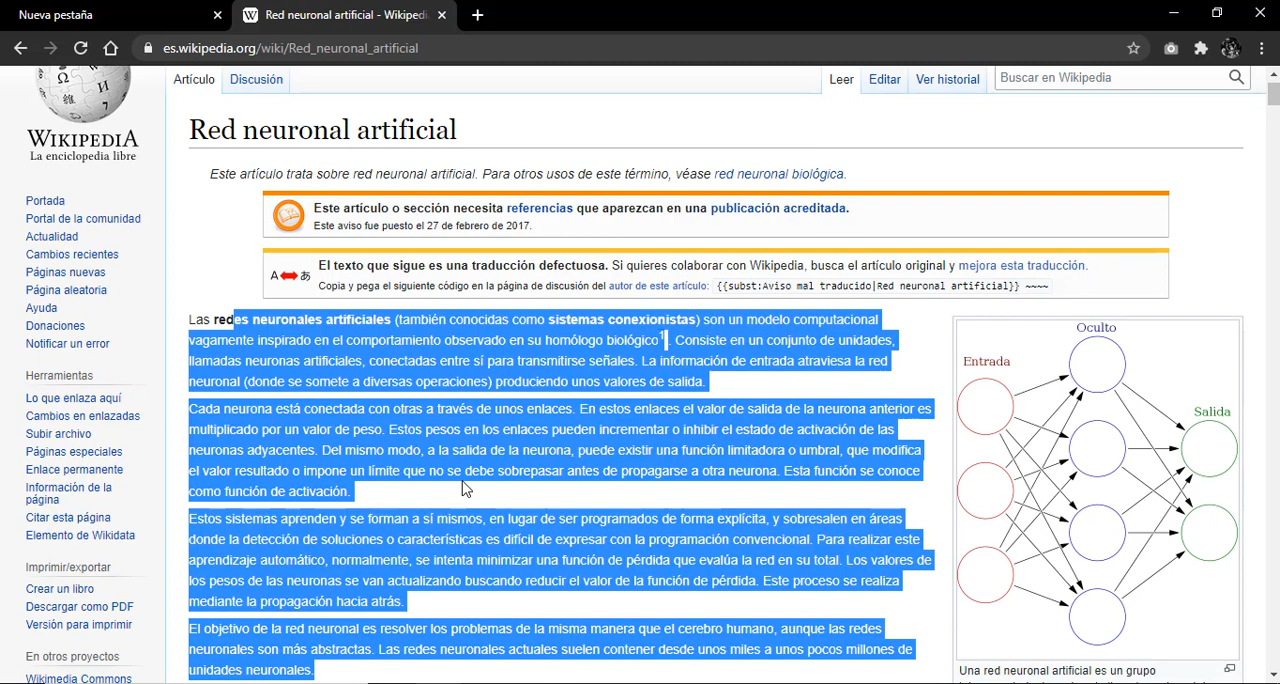 Nueva pestaña
Red neuronal artificial - Wikiped
es.wikipedia.org/wiki/Red_neuronal_artificial
WIKIPEDIA
La enciclopedia libre
Portada
Portal de la comunidad
Actualidad
Cambios recientes
Páginas nuevas
Página aleatoria
Ayuda
Donaciones
Notificar un error
Herramientas
Lo que enlaza aquí
Cambios en enlazadas
Subir archivo
Páginas especiales
Enlace permanente
Información de la
página
Citar esta página
Elemento de Wikidata
Imprimir/exportar
Crear un libro
Descargar como PDF
Versión para imprimir
En otros proyectos
Wikimedia Commons
Artículo Discusión Leer Editar Ver historial Buscar en Wikipedia
Red neuronal artificial
Este artículo trata sobre red neuronal artificial. Para otros usos de este término, véase red neuronal biológica.
Este artículo o sección necesita referencias que aparezcan en una publicación acreditada.
Este aviso fue puesto el 27 de febrero de 2017.
A あ
El texto que sigue es una traducción defectuosa. Si quieres colaborar con Wikipedia, busca el artículo original y mejora esta traducción.
Copia y pega el siguiente código en la página de discusión del autor de este artículo: {{subst:Aviso mal traducido|Red neuronal artificial}} ~~~~
Las redes neuronales artificiales (también conocidas como sistemas conexionistas) son un modelo computacional
vagamente inspirado en el comportamiento observado en su homólogo biológico1. Consiste en un conjunto de unidades,
llamadas neuronas artificiales, conectadas entre sí para transmitirse señales. La información de entrada atraviesa la red
neuronal (donde se somete a diversas operaciones) produciendo unos valores de salida.
Cada neurona está conectada con otras a través de unos enlaces. En estos enlaces el valor de salida de la neurona anterior es
multiplicado por un valor de peso. Estos pesos en los enlaces pueden incrementar o inhibir el estado de activación de las
neuronas adyacentes. Del mismo modo, a la salida de la neurona, puede existir una función limitadora o umbral, que modifica
el valor resultado o impone un límite que no se debe sobrepasar antes de propagarse a otra neurona. Esta función se conoce
como función de activación.
Estos sistemas aprenden y se forman a sí mismos, en lugar de ser programados de forma explícita, y sobresalen en áreas
donde la detección de soluciones o características es difícil de expresar con la programación convencional. Para realizar este
aprendizaje automático, normalmente, se intenta minimizar una función de pérdida que evalúa la red en su total. Los valores de
los pesos de las neuronas se van actualizando buscando reducir el valor de la función de pérdida. Este proceso se realiza
mediante la propagación hacia atrás.
El objetivo de la red neuronal es resolver los problemas de la misma manera que el cerebro humano, aunque las redes
neuronales son más abstractas. Las redes neuronales actuales suelen contener desde unos miles a unos pocos millones de
unidades neuronales.
Oculto
Entrada
Salida
Una red neuronal artificial es un grupo